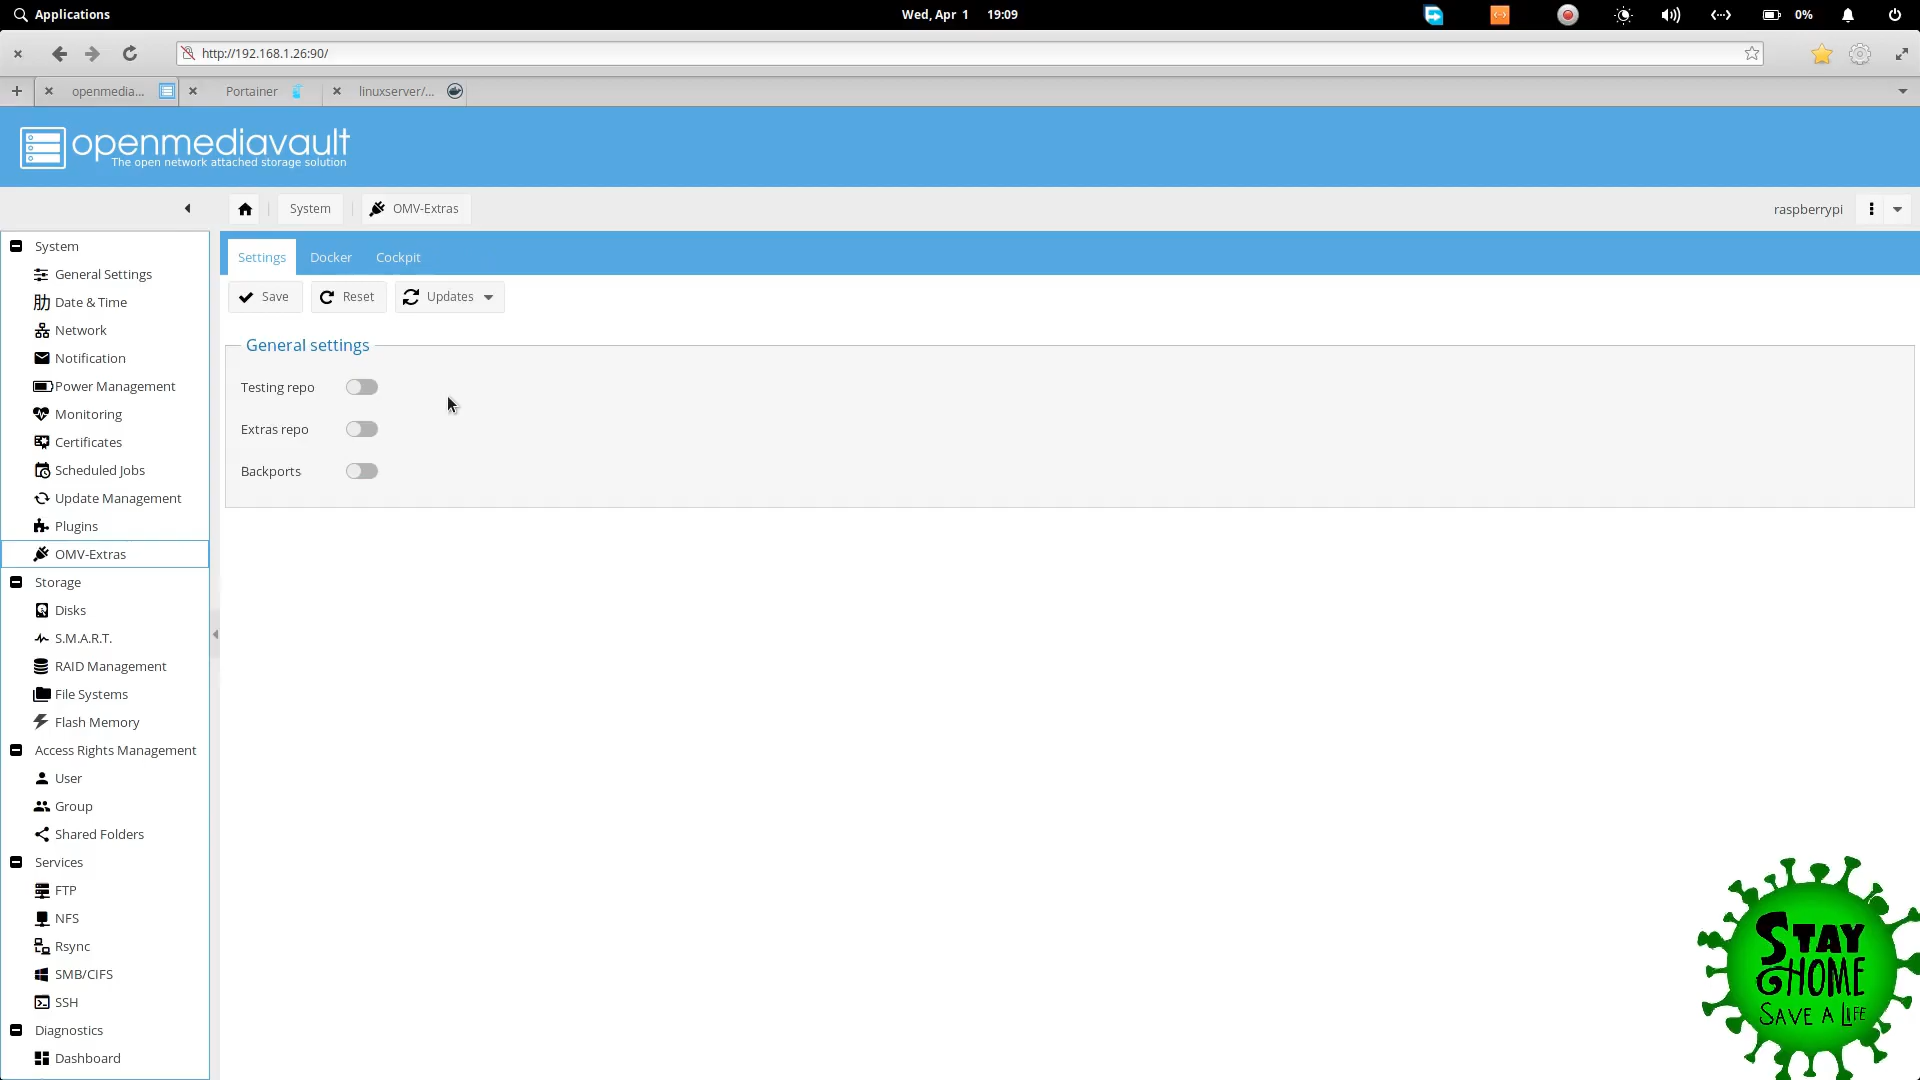 Applications
Wed, Apr 1 19:09
0%
http://192.168.1.26:90/
openmedia...
Portainer
linuxserver/...
openmediavault
The open network attached storage solution
System
OMV-Extras
raspberrypi
System
General Settings
Date & Time
Network
Notification
Power Management
Monitoring
Certificates
Scheduled Jobs
Update Management
Plugins
OMV-Extras
Storage
Disks
S.M.A.R.T.
RAID Management
File Systems
Flash Memory
Access Rights Management
User
Group
Shared Folders
Services
FTP
NFS
Rsync
SMB/CIFS
SSH
Diagnostics
Dashboard
Settings
Docker
Cockpit
Save
Reset
Updates
General settings
Testing repo
Extras repo
Backports
STAY
@HOME
SAVE A LIFE